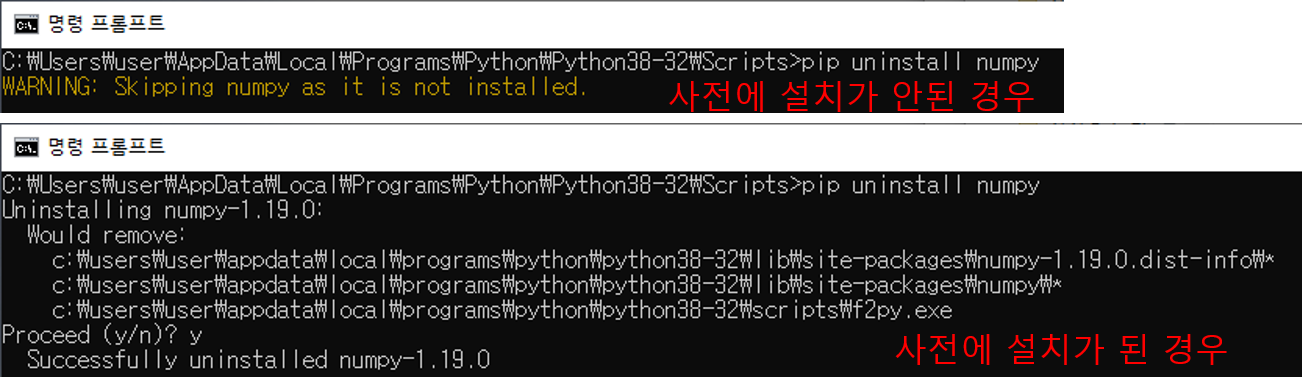 명령 프롬프트
C:₩Users₩user₩AppData₩Local₩Programs₩Python₩Python38-32₩Scripts>pip uninstall numpy
WARNING: Skipping numpy as it is not installed.
사전에 설치가 안된 경우
명령 프롬프트
C:₩Users₩user₩AppData₩Local₩Programs₩Python₩Python38-32₩Scripts>pip uninstall numpy
Uninstalling numpy-1.19.0:
Would remove:
c:₩users₩user₩appdata₩local₩programs₩python₩python38-32₩lib₩site-packages₩numpy-1.19.0.dist-info₩*
c:₩users₩user₩appdata₩local₩programs₩python₩python38-32₩lib₩site-packages₩numpy₩*
c:₩users₩user₩appdata₩local₩programs₩python₩python38-32₩scripts₩f2py.exe
Proceed (y/n)? y
Successfully uninstalled numpy-1.19.0
사전에 설치가 된 경우